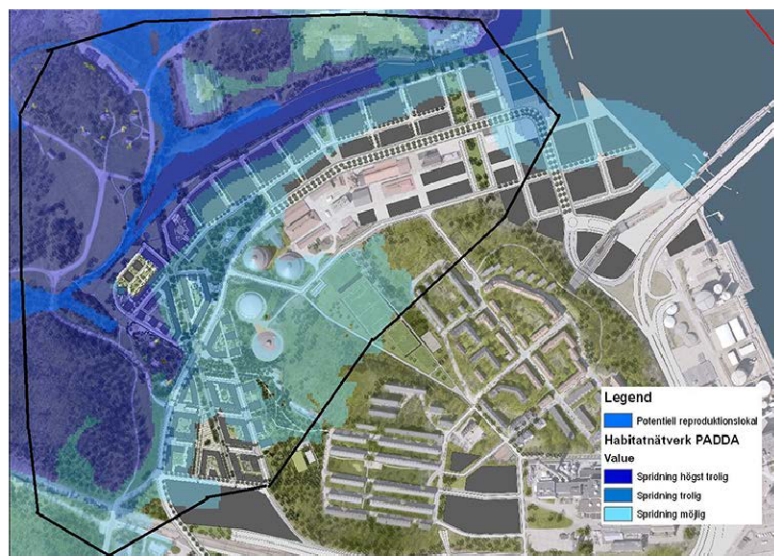 Legend
Potentiell reproduktionslokal
Habitatnätverk PADDA
Value
Spridning högst trolig
Spridning trolig
Spridning möjlig